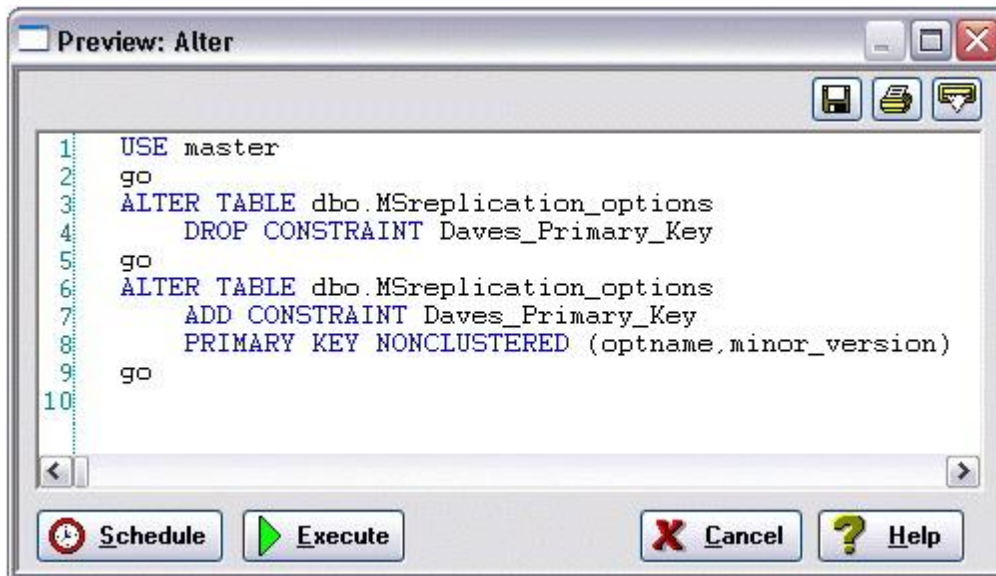 Preview: Alter
1 USE master
2 go
3 ALTER TABLE dbo.MSreplication_options
4 DROP CONSTRAINT Daves_Primary_Key
5 go
6 ALTER TABLE dbo.MSreplication_options
7 ADD CONSTRAINT Daves_Primary_Key
8 PRIMARY KEY NONCLUSTERED (optname,minor_version)
9 go
10
Schedule Execute Cancel Help